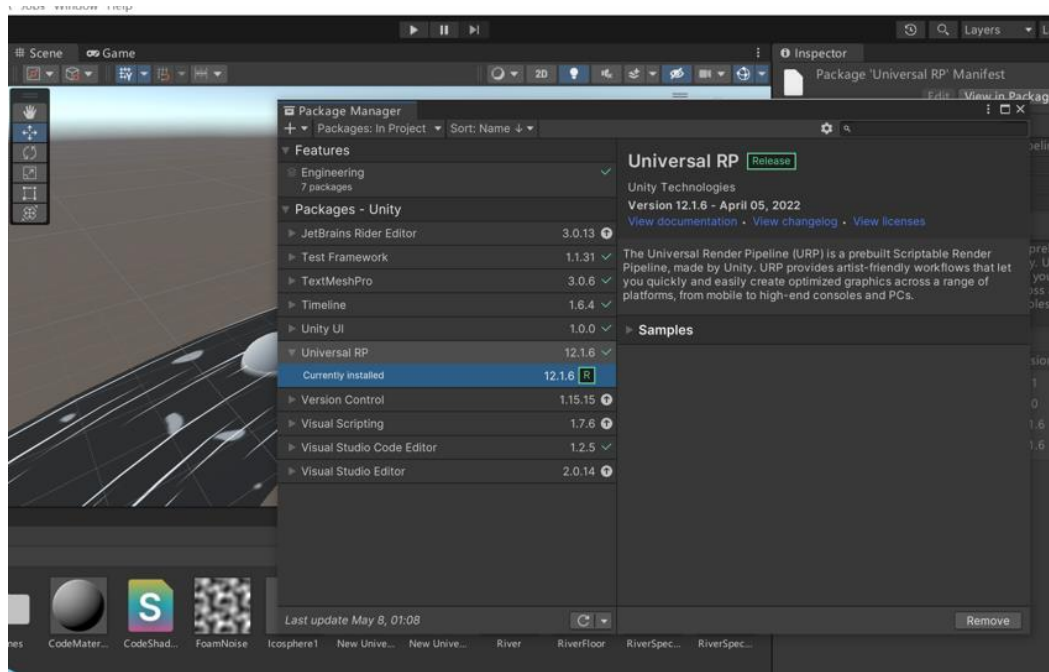 Jobs Window Help
Layers
L
Scene
Game
Inspector
2D
Package 'Universal RP' Manifest
Edit
View in Packag
Package Manager
Packages: In Project
Sort: Name ↓
Features
Engineering
7 packages
Packages - Unity
JetBrains Rider Editor 3.0.13
Test Framework 1.1.31
TextMeshPro 3.0.6
Timeline 1.6.4
Unity UI 1.0.0
Universal RP 12.1.6
Currently installed 12.1.6 R
Version Control 1.15.15
Visual Scripting 1.7.6
Visual Studio Code Editor 1.2.5
Visual Studio Editor 2.0.14
Last update May 8, 01:08
Universal RP Release
Unity Technologies
Version 12.1.6 - April 05, 2022
View documentation • View changelog • View licenses
The Universal Render Pipeline (URP) is a prebuilt Scriptable Render
Pipeline, made by Unity. URP provides artist-friendly workflows that let
you quickly and easily create optimized graphics across a range of
platforms, from mobile to high-end consoles and PCs.
Samples
Remove
S
nes
CodeMater...
CodeShad...
FoamNoise
Icosphere1
New Unive...
New Unive...
River
RiverFloor
RiverSpec...
RiverSpec...